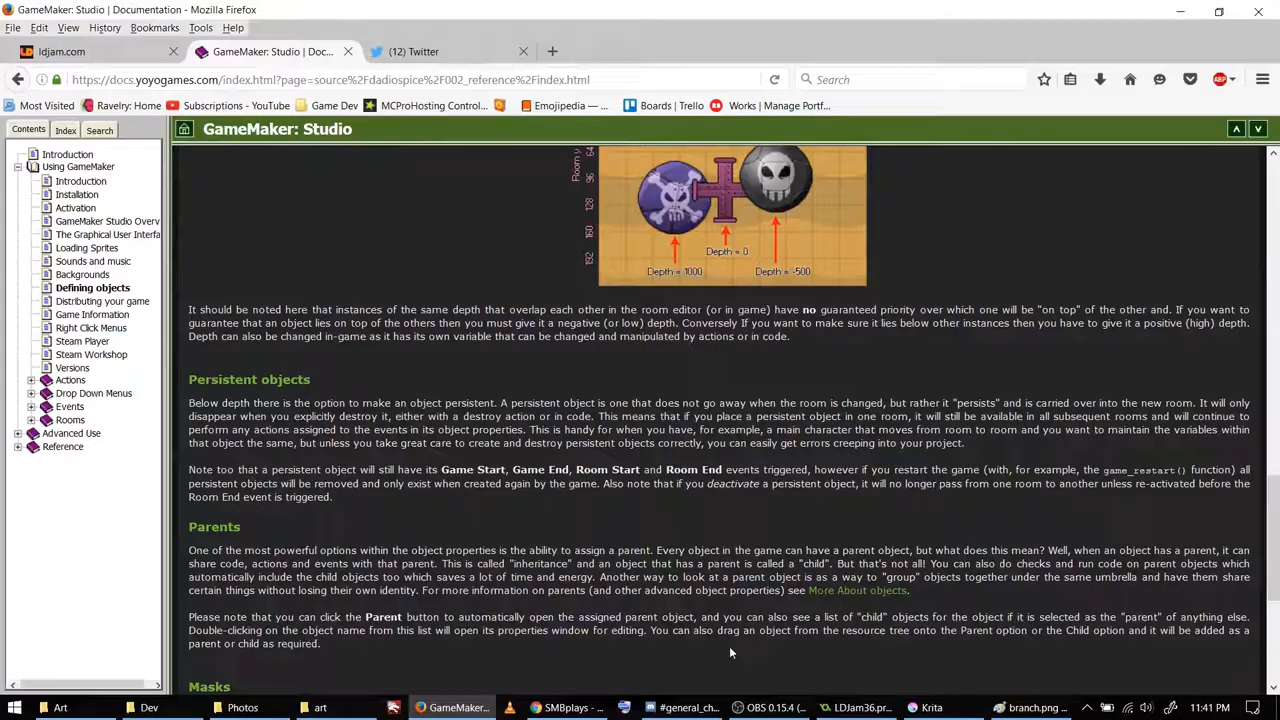 GameMaker: Studio | Documentation - Mozilla Firefox
File Edit View History Bookmarks Tools Help
ldjam.com
GameMaker: Studio | Doc...
(12) Twitter
https://docs.yoyogames.com/index.html?page=source%2Fdadiospice%2F002_reference%2Findex.html
Search
ABP
Most Visited Ravelry: Home Subscriptions - YouTube Game Dev MCProHosting Control... Emojipedia — ... Boards | Trello Works | Manage Portf...
Contents Index Search
GameMaker: Studio
Introduction
Using GameMaker
Introduction
Installation
Activation
GameMaker Studio Overv
The Graphical User Interfa
Loading Sprites
Sounds and music
Backgrounds
Defining objects
Distributing your game
Game Information
Right Click Menus
Steam Player
Steam Workshop
Versions
Actions
Drop Down Menus
Events
Rooms
Advanced Use
Reference
Room y
64
96
128
160
192
Depth = 0
Depth = 1000
Depth = -500
It should be noted here that instances of the same depth that overlap each other in the room editor (or in game) have no guaranteed priority over which one will be "on top" of the other and. If you want to
guarantee that an object lies on top of the others then you must give it a negative (or low) depth. Conversely If you want to make sure it lies below other instances then you have to give it a positive (high) depth.
Depth can also be changed in-game as it has its own variable that can be changed and manipulated by actions or in code.
Persistent objects
Below depth there is the option to make an object persistent. A persistent object is one that does not go away when the room is changed, but rather it "persists" and is carried over into the new room. It will only
disappear when you explicitly destroy it, either with a destroy action or in code. This means that if you place a persistent object in one room, it will still be available in all subsequent rooms and will continue to
perform any actions assigned to the events in its object properties. This is handy for when you have, for example, a main character that moves from room to room and you want to maintain the variables within
that object the same, but unless you take great care to create and destroy persistent objects correctly, you can easily get errors creeping into your project.
Note too that a persistent object will still have its Game Start, Game End, Room Start and Room End events triggered, however if you restart the game (with, for example, the game_restart() function) all
persistent objects will be removed and only exist when created again by the game. Also note that if you deactivate a persistent object, it will no longer pass from one room to another unless re-activated before the
Room End event is triggered.
Parents
One of the most powerful options within the object properties is the ability to assign a parent. Every object in the game can have a parent object, but what does this mean? Well, when an object has a parent, it can
share code, actions and events with that parent. This is called "inheritance" and an object that has a parent is called a "child". But that's not all! You can also do checks and run code on parent objects which
automatically include the child objects too which saves a lot of time and energy. Another way to look at a parent object is as a way to "group" objects together under the same umbrella and have them share
certain things without losing their own identity. For more information on parents (and other advanced object properties) see More About objects.
Please note that you can click the Parent button to automatically open the assigned parent object, and you can also see a list of "child" objects for the object if it is selected as the "parent" of anything else.
Double-clicking on the object name from this list will open its properties window for editing. You can also drag an object from the resource tree onto the Parent option or the Child option and it will be added as a
parent or child as required.
Masks
Art Dev Photos art GameMaker... SMBplays - ... #general_ch... OBS 0.15.4 (... LDJam36.pr... Krita branch.png ... 11:41 PM